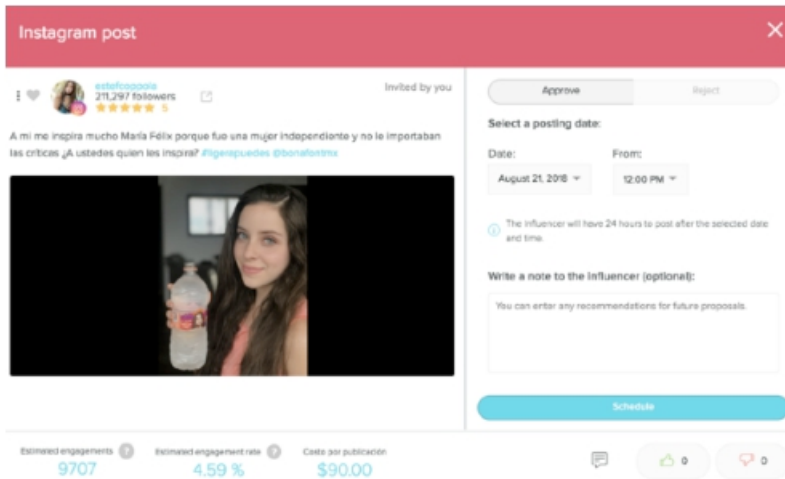 Instagram post
Invited by you
estefcoppola
211,297 followers
5
A mi me inspira mucho María Félix porque fue una mujer independiente y no le importaban
las críticas ¿A ustedes quien les inspira? #ligerapuedes @bonafontmx
Approve
Reject
Select a posting date:
Date:
From:
August 21, 2018
12:00 PM
The influencer will have 24 hours to post after the selected date
and time.
Write a note to the influencer (optional):
You can enter any recommendations for future proposals.
Schedule
Estimated engagements ?
9707
Estimated engagement rate ?
4.59 %
Costo por publicación
$90.00
0
0